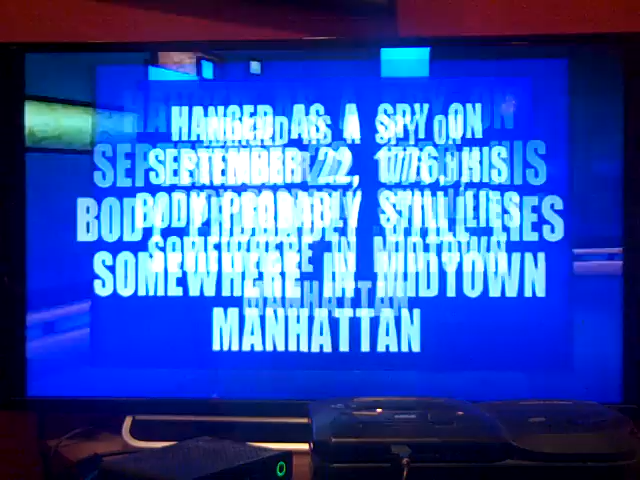 HANGED AS A SPY ON
SEPTEMBER 22, 1776, HIS
BODY PROBABLY STILL LIES
SOMEWHERE IN MIDTOWN
MANHATTAN